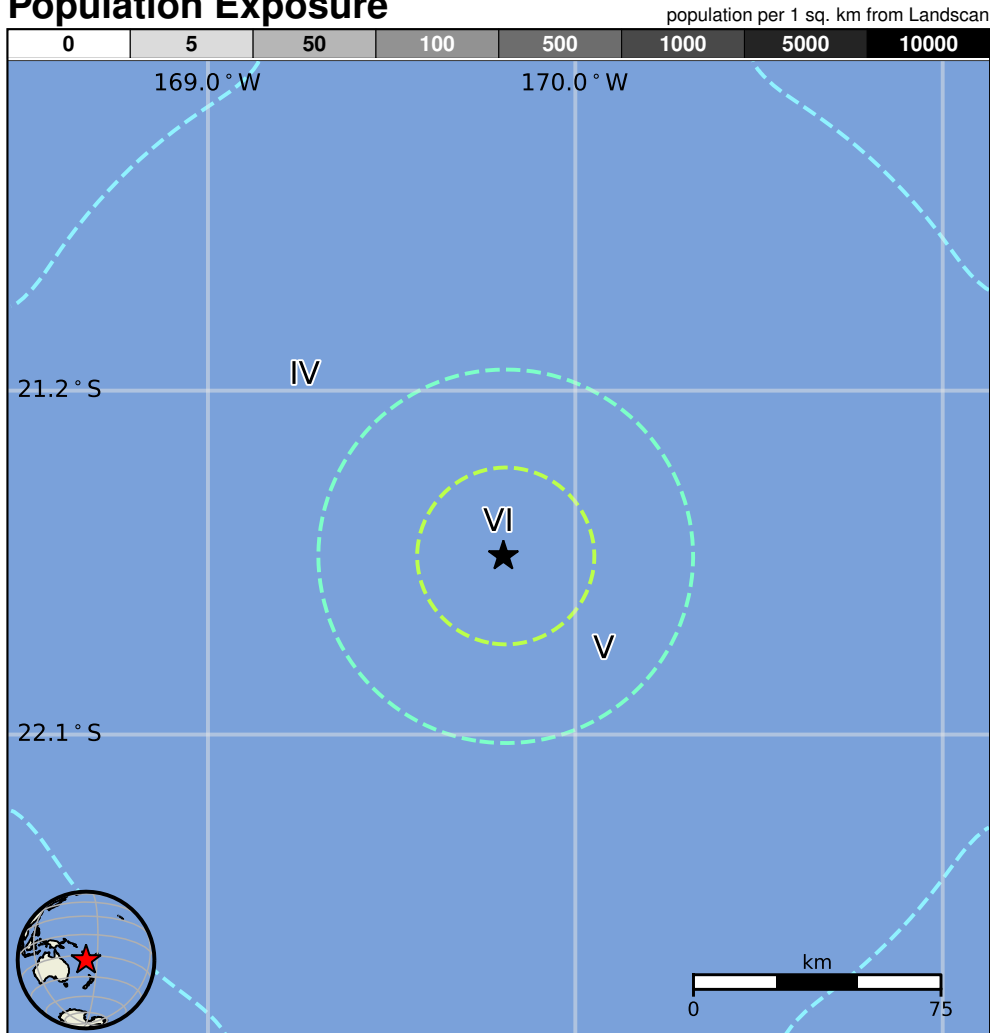 Population Exposure
population per 1 sq. km from Landscan
0 5 50 100 500 1000 5000 10000
169.0°W 170.0°W
IV
21.2°S
VI
V
22.1°S
km
0 75